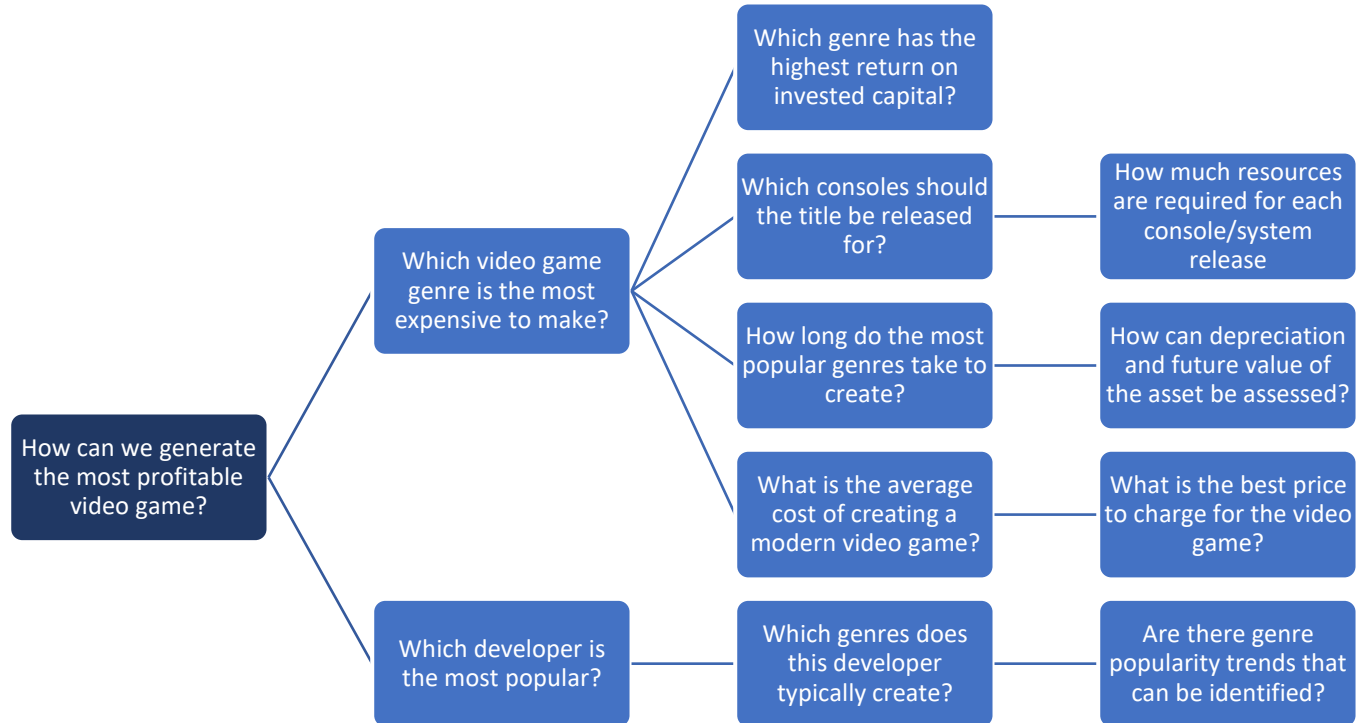 Which genre has the
highest return on
invested capital?
Which consoles should
the title be released
for?
How much resources
are required for each
console/system
release
Which video game
genre is the most
expensive to make?
How long do the most
popular genres take to
create?
How can depreciation
and future value of
the asset be assessed?
How can we generate
the most profitable
video game?
What is the average
cost of creating a
modern video game?
What is the best price
to charge for the video
game?
Which developer is
the most popular?
Which genres does
this developer
typically create?
Are there genre
popularity trends that
can be identified?